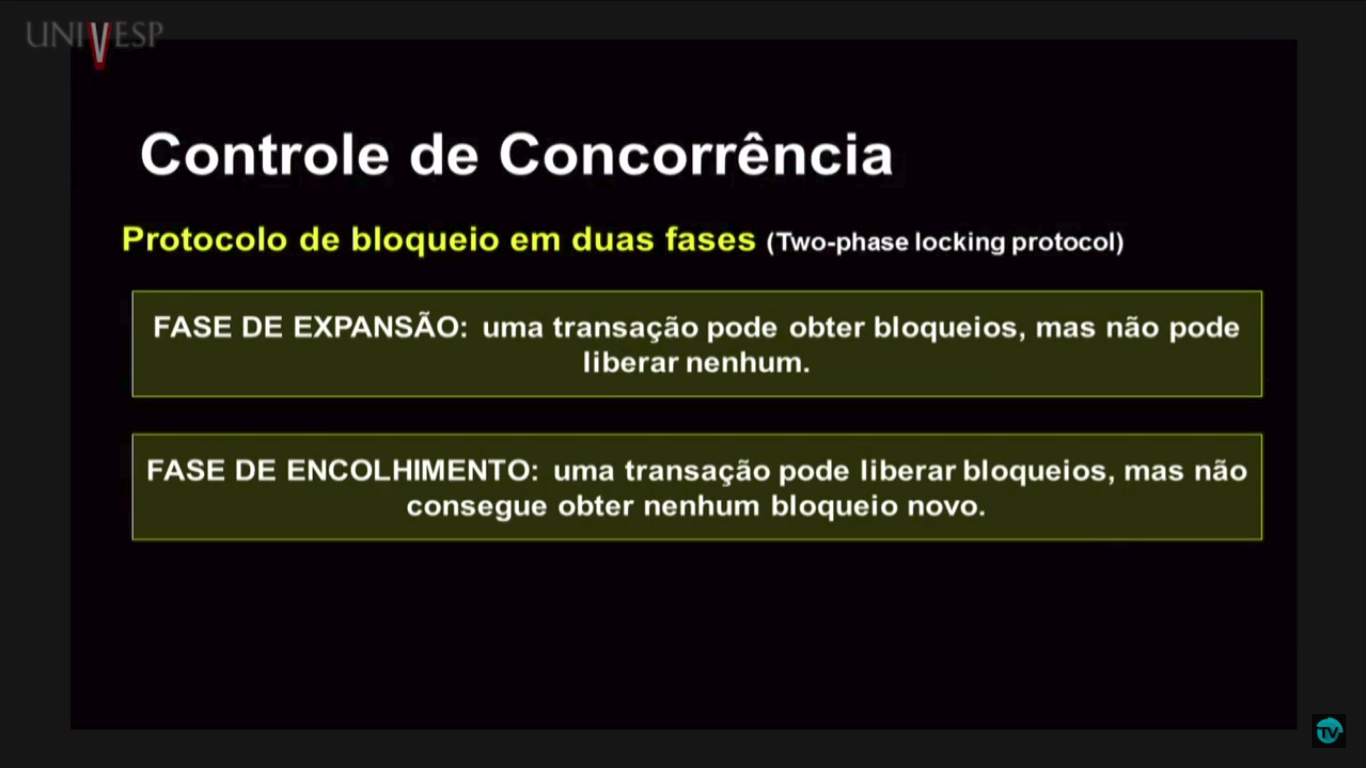 UNIVESP
Controle de Concorrência
Protocolo de bloqueio em duas fases (Two-phase locking protocol)
FASE DE EXPANSÃO: uma transação pode obter bloqueios, mas não pode
liberar nenhum.
FASE DE ENCOLHIMENTO: uma transação pode liberar bloqueios, mas não
consegue obter nenhum bloqueio novo.
TV